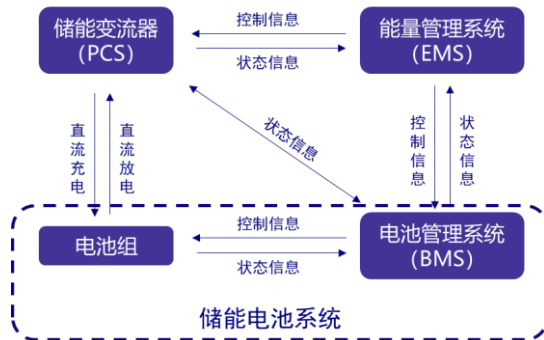 储能变流器
(PCS)
控制信息
状态信息
能量管理系统
(EMS)
直流充电
直流放电
状态信息
控制信息
状态信息
电池组
控制信息
状态信息
电池管理系统
(BMS)
储能电池系统